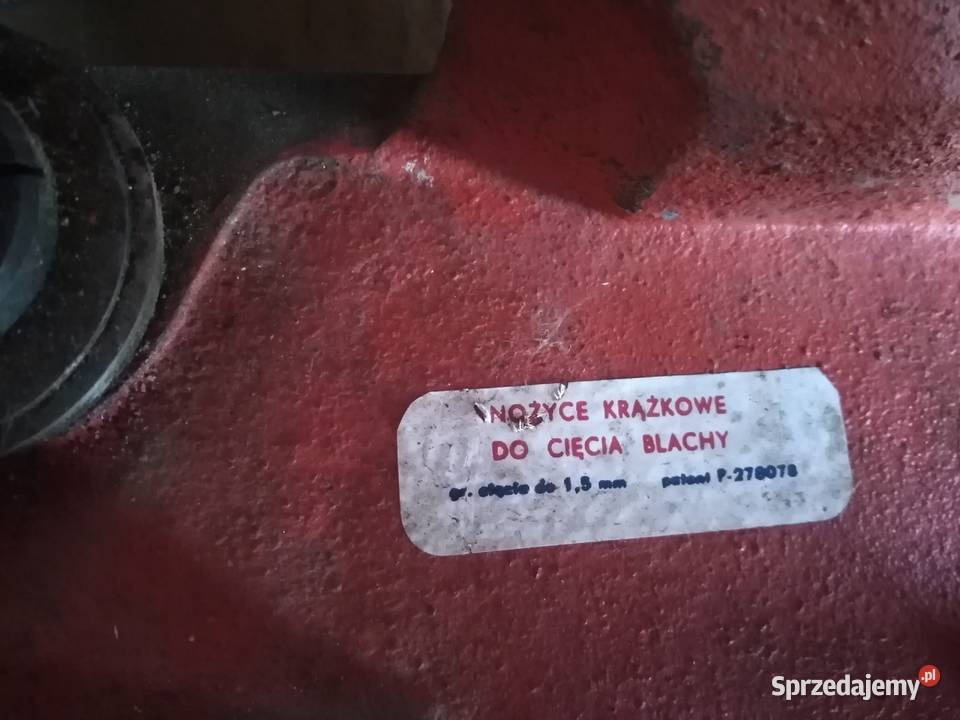 NOŻYCE KRĄŻKOWE
DO CIĘCIA BLACHY
gr. cięcia do 1,5 mm patent P-278078
Sprzedajemy.pl